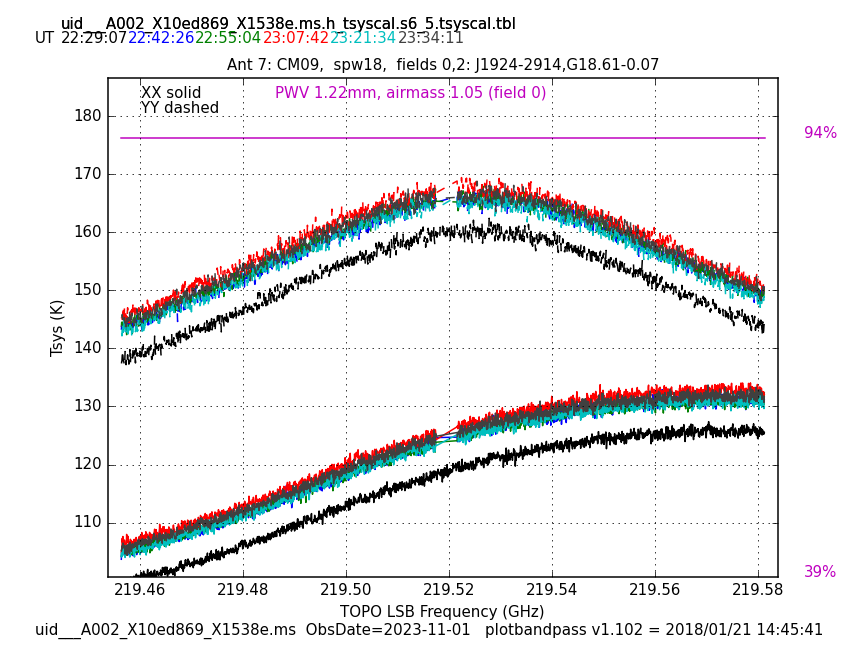 uid___A002_X10ed869_X1538e.ms.h_tsyscal.s6_5.tsyscal.tbl
UT 22:29:07 22:42:26 22:55:04 23:07:42 23:21:34 23:34:11
Ant 7: CM09,  spw18,  fields 0,2: J1924-2914,G18.61-0.07
XX solid
PWV 1.22mm, airmass 1.05 (field 0)
YY dashed
180
94%
170
160
150
140
130
120
110
Tsys (K)
39%
219.46 219.48 219.50 219.52 219.54 219.56 219.58
TOPO LSB Frequency (GHz)
uid___A002_X10ed869_X1538e.ms  ObsDate=2023-11-01   plotbandpass v1.102 = 2018/01/21 14:45:41